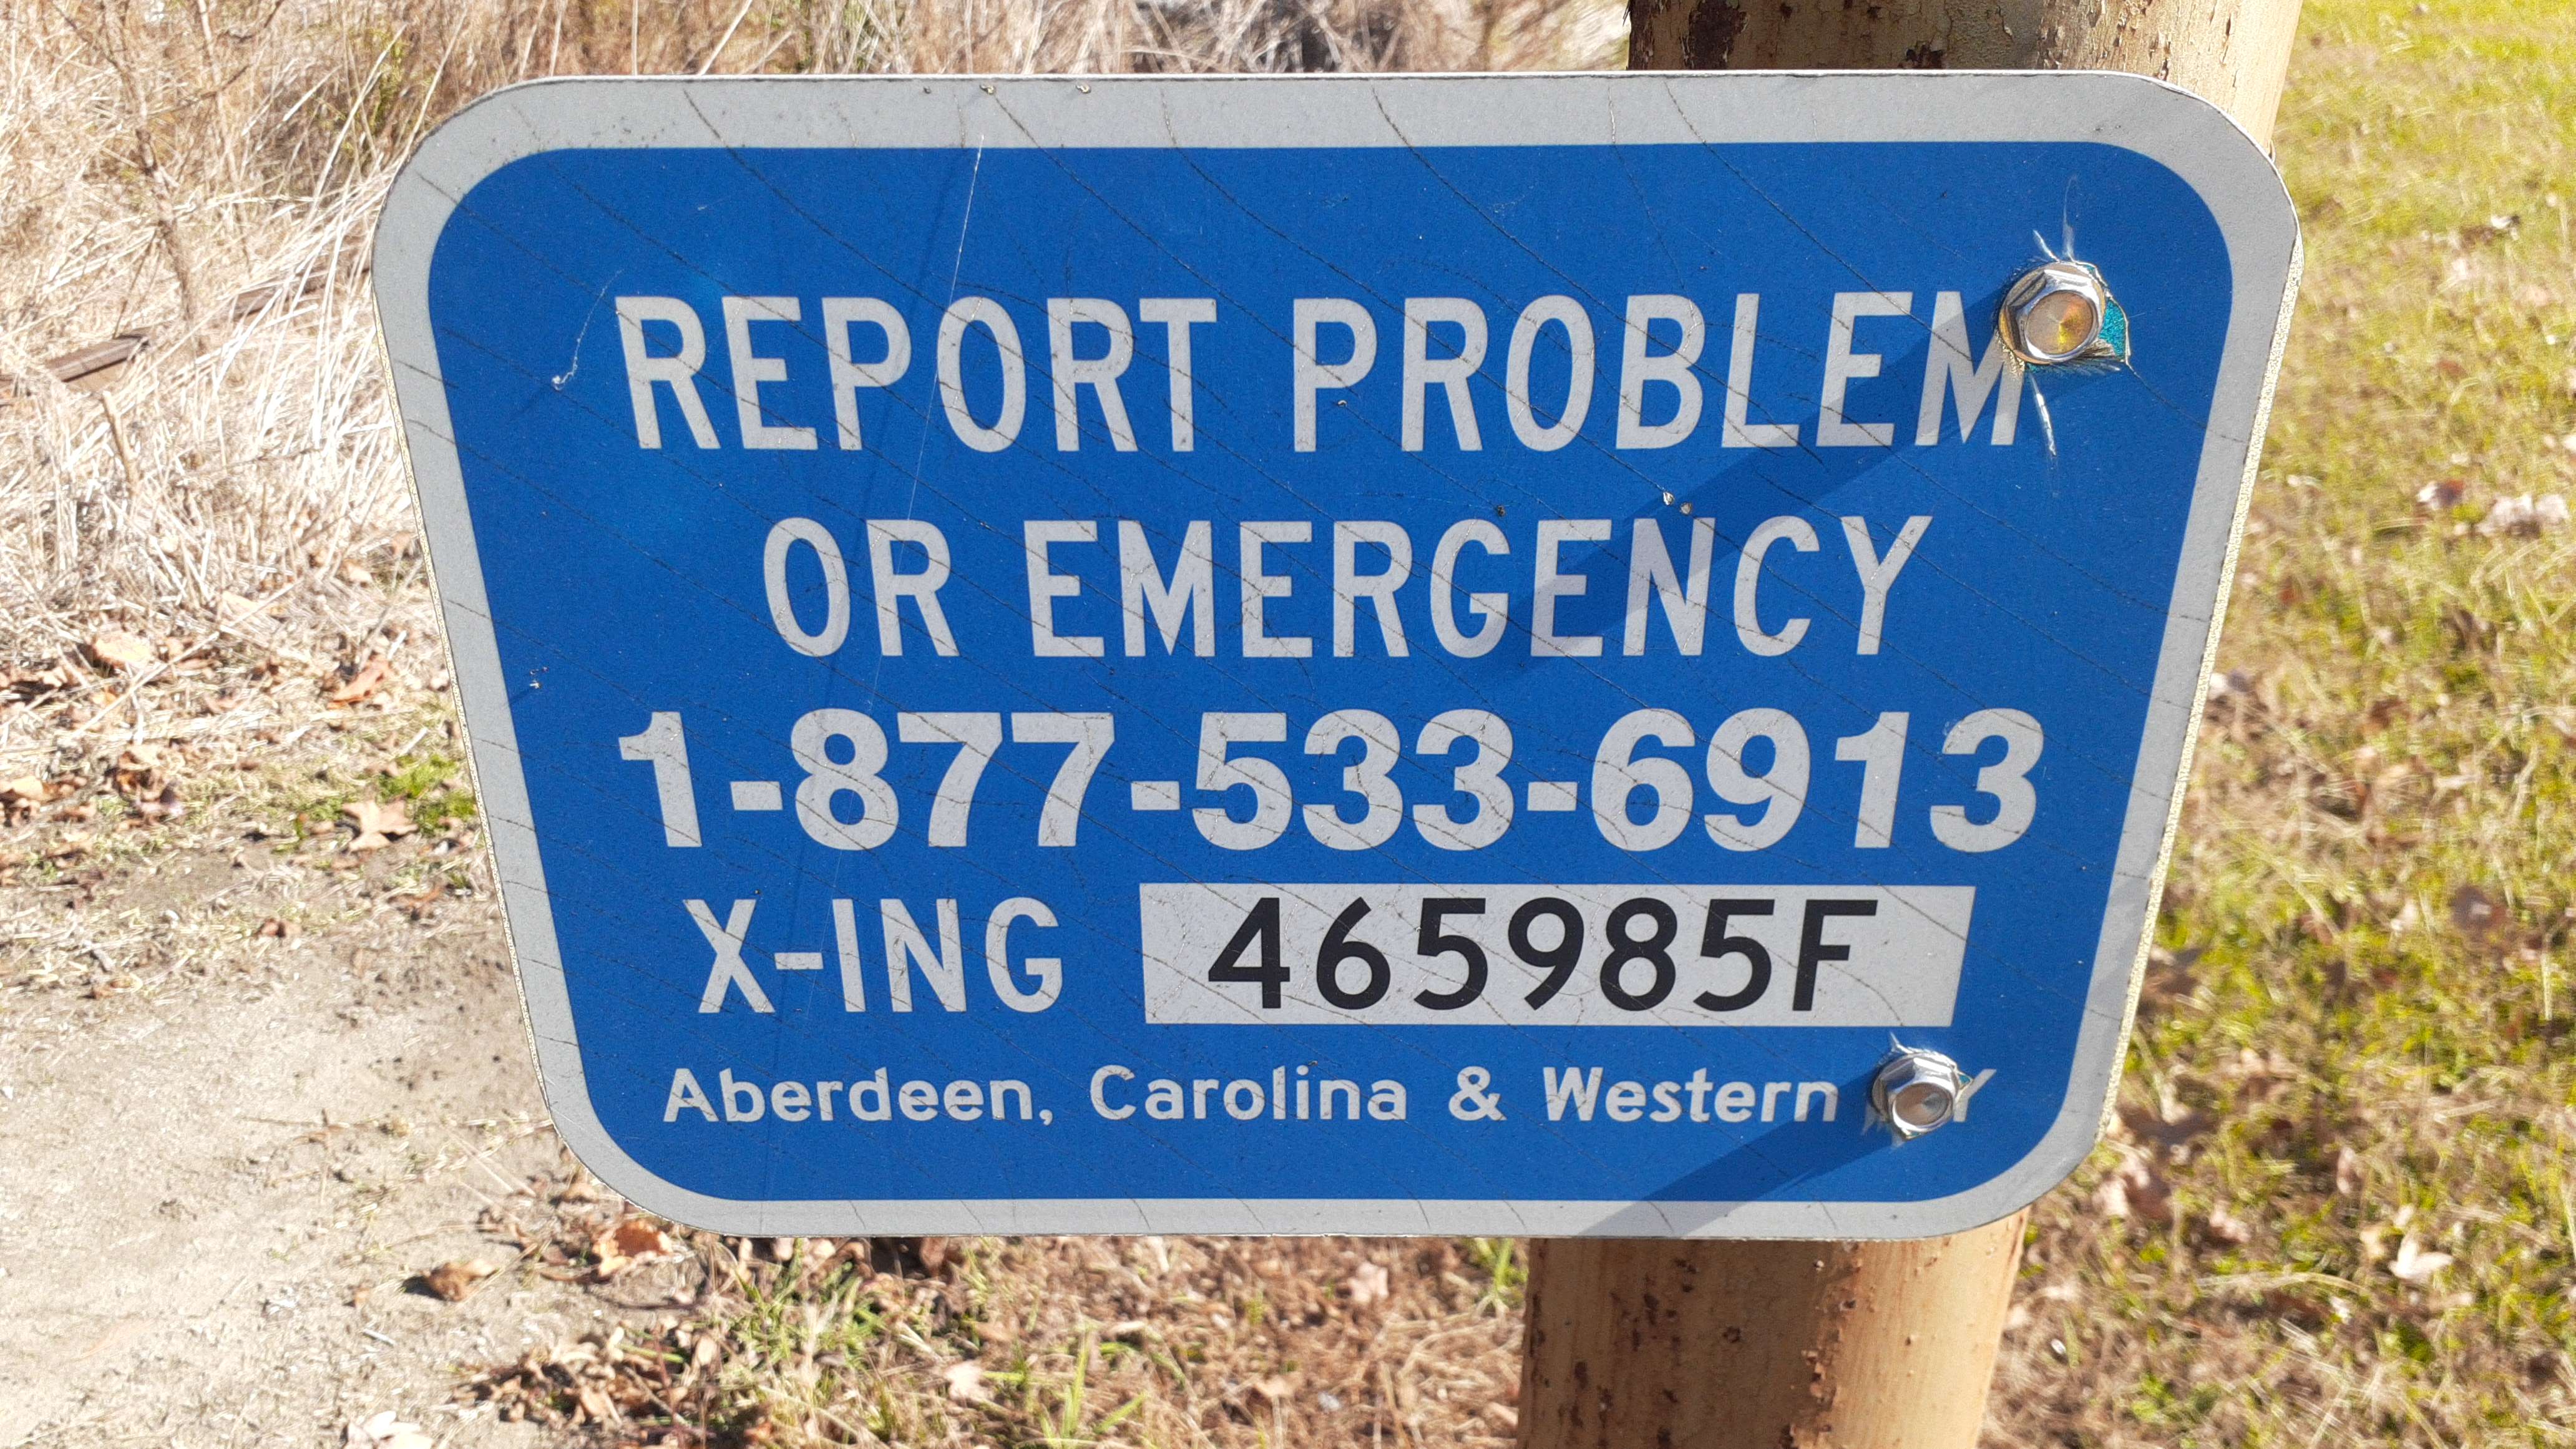 REPORT PROBLEM
OR EMERGENCY
1-877-533-6913
X-ING 465985F
Aberdeen, Carolina & Western